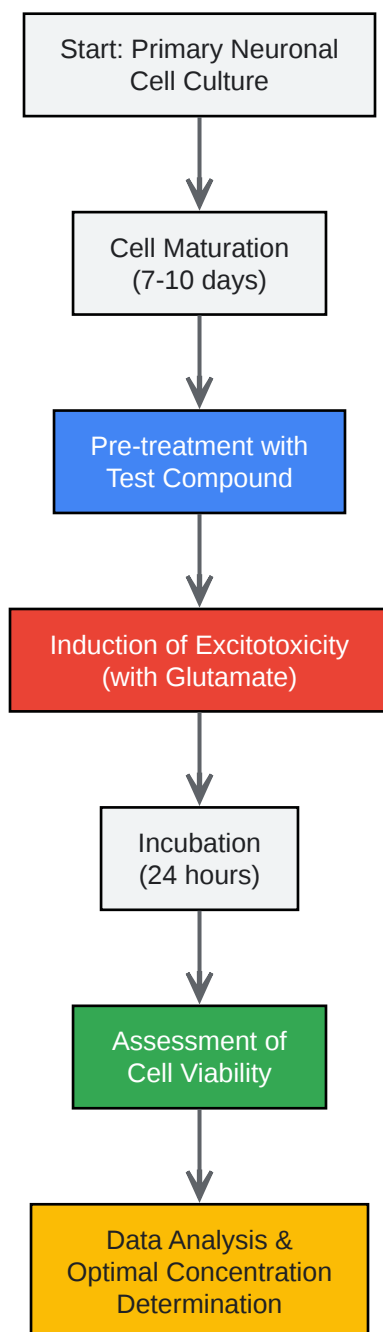 Start: Primary Neuronal
Cell Culture
Cell Maturation
(7-10 days)
Pre-treatment with
Test Compound
Induction of Excitotoxicity
(with Glutamate)
Incubation
(24 hours)
Assessment of
Cell Viability
Data Analysis &
Optimal Concentration
Determination